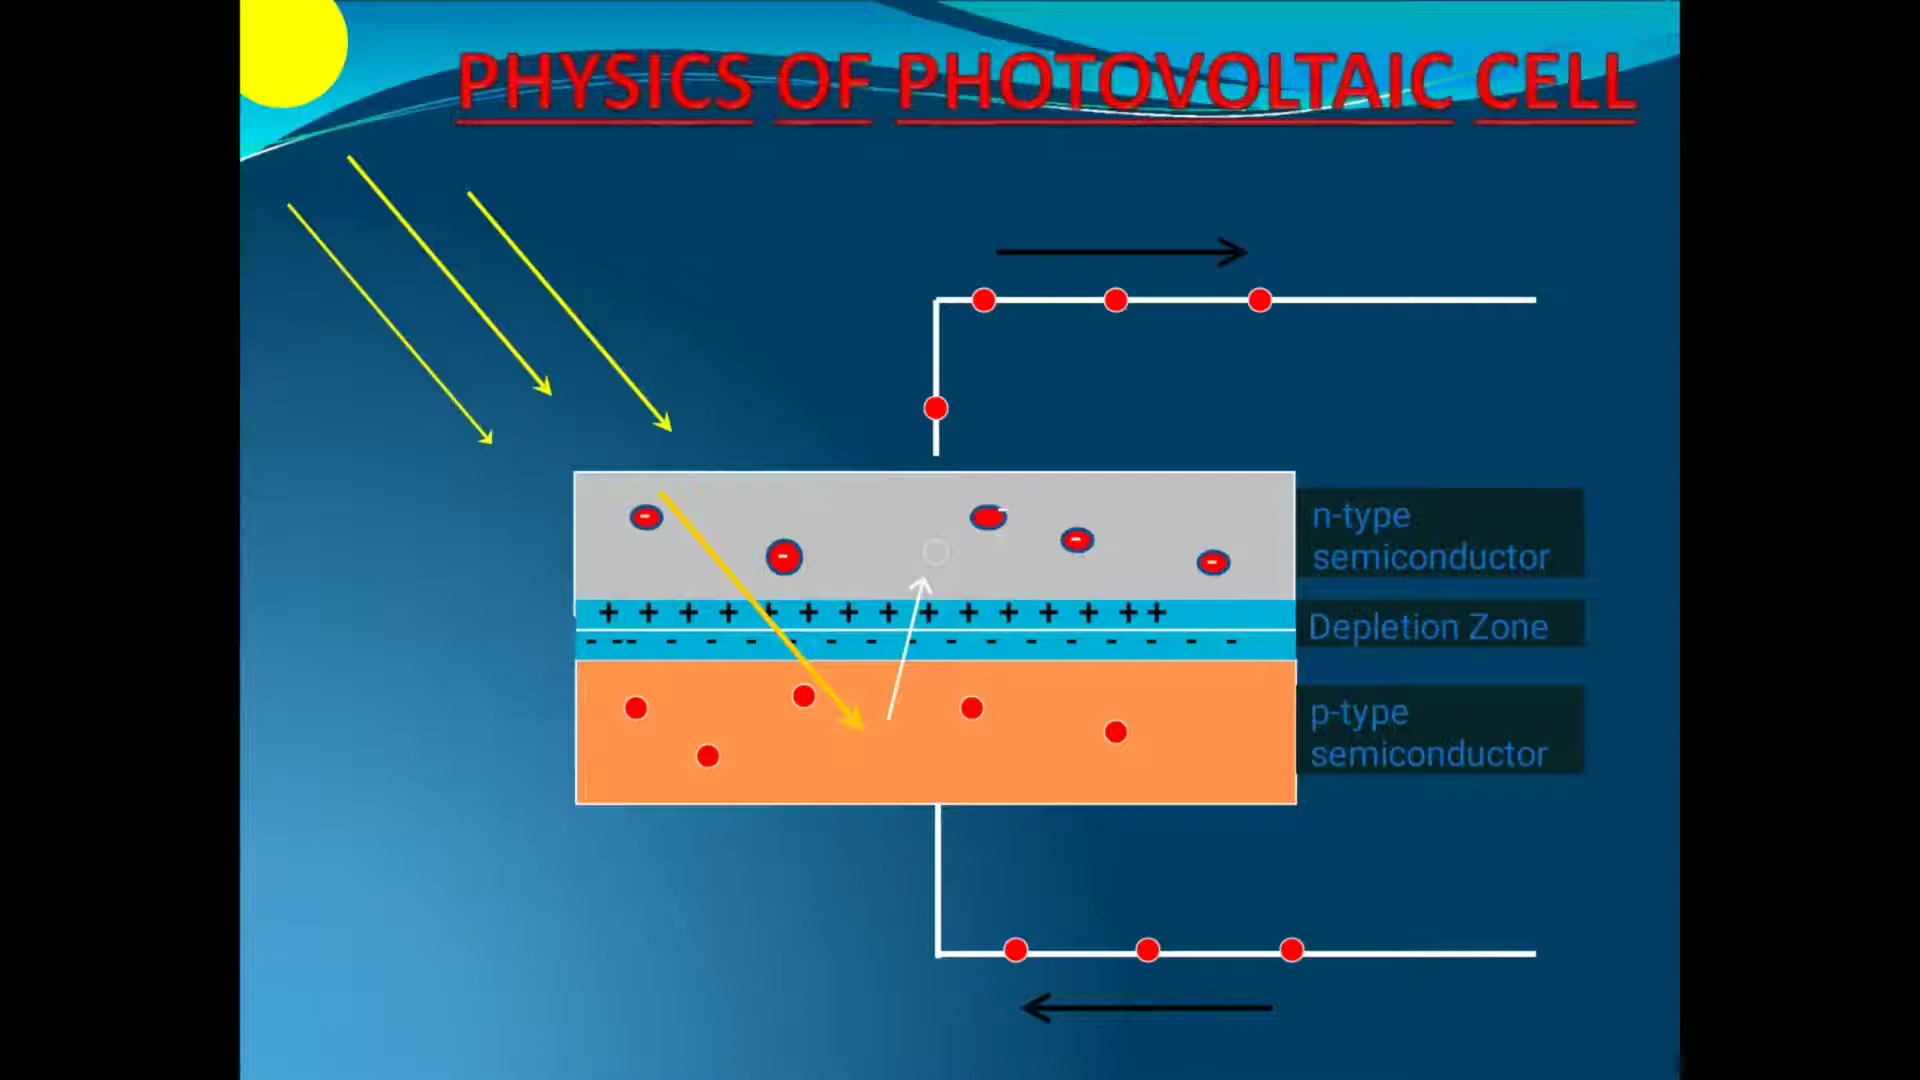 PHYSICS OF PHOTOVOLTAIC CELL
n-type
semiconductor
+ + + + + + + + + + + + + + +
Depletion Zone
- - - - - - - - - - - - - - - - - -
p-type
semiconductor